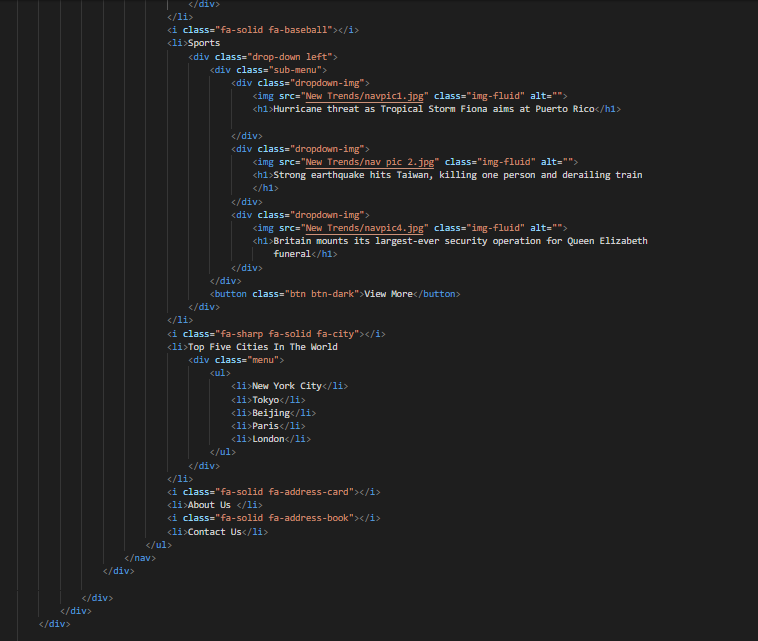 </div>
</li>
<i class="fa-solid fa-baseball"></i>
<li>Sports
<div class="drop-down left">
<div class="sub-menu">
<div class="dropdown-img">
<img src="New Trends/navpic1.jpg" class="img-fluid" alt="">
<h1>Hurricane threat as Tropical Storm Fiona aims at Puerto Rico</h1>
</div>
<div class="dropdown-img">
<img src="New Trends/nav pic 2.jpg" class="img-fluid" alt="">
<h1>Strong earthquake hits Taiwan, killing one person and derailing train
</h1>
</div>
<div class="dropdown-img">
<img src="New Trends/navpic4.jpg" class="img-fluid" alt="">
<h1>Britain mounts its largest-ever security operation for Queen Elizabeth
funeral</h1>
</div>
</div>
<button class="btn btn-dark">View More</button>
</div>
</li>
<i class="fa-sharp fa-solid fa-city"></i>
<li>Top Five Cities In The World
<div class="menu">
<ul>
<li>New York City</li>
<li>Tokyo</li>
<li>Beijing</li>
<li>Paris</li>
<li>London</li>
</ul>
</div>
</li>
<i class="fa-solid fa-address-card"></i>
<li>About Us </li>
<i class="fa-solid fa-address-book"></i>
<li>Contact Us</li>
</ul>
</nav>
</div>
</div>
</div>
</div>